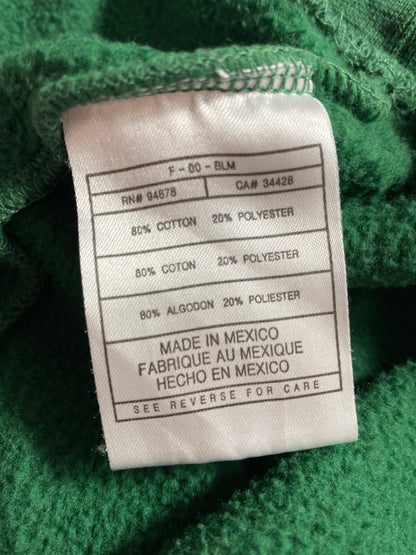 F - 00 - BLM
RN# 94878 CA# 34428
80% COTTON 20% POLYESTER
80% COTON 20% POLYESTER
80% ALGODON 20% POLIESTER
MADE IN MEXICO
FABRIQUE AU MEXIQUE
HECHO EN MEXICO
SEE REVERSE FOR CARE